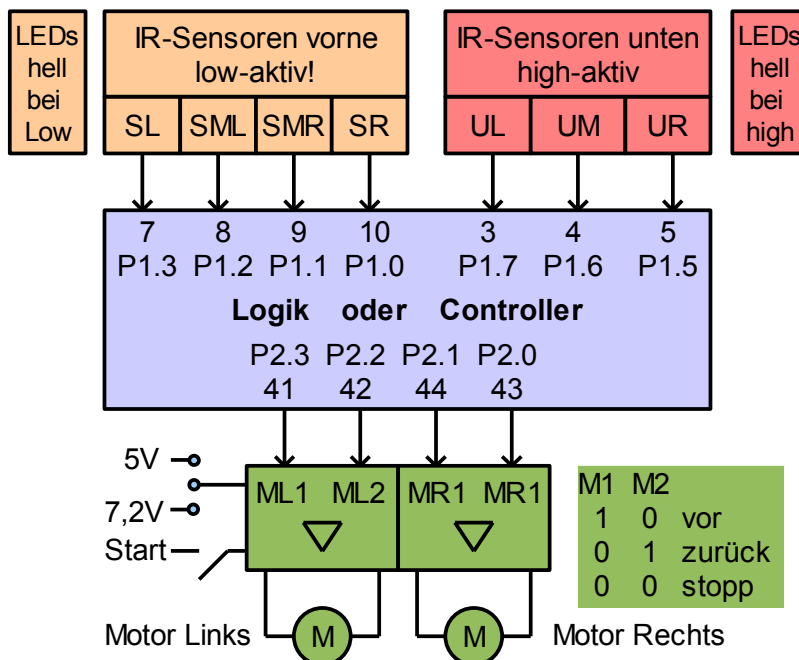 LEDs
hell
bei
Low
IR-Sensoren vorne
low-aktiv!
SL SML SMR SR
IR-Sensoren unten
high-aktiv
UL UM UR
LEDs
hell
bei
high
7 8 9 10 3 4 5
P1.3 P1.2 P1.1 P1.0 P1.7 P1.6 P1.5
Logik oder Controller
P2.3 P2.2 P2.1 P2.0
41 42 44 43
5V
7,2V
Start
ML1 ML2 MR1 MR1
M1 M2
1 0 vor
0 1 zurück
0 0 stopp
Motor Links M M Motor Rechts